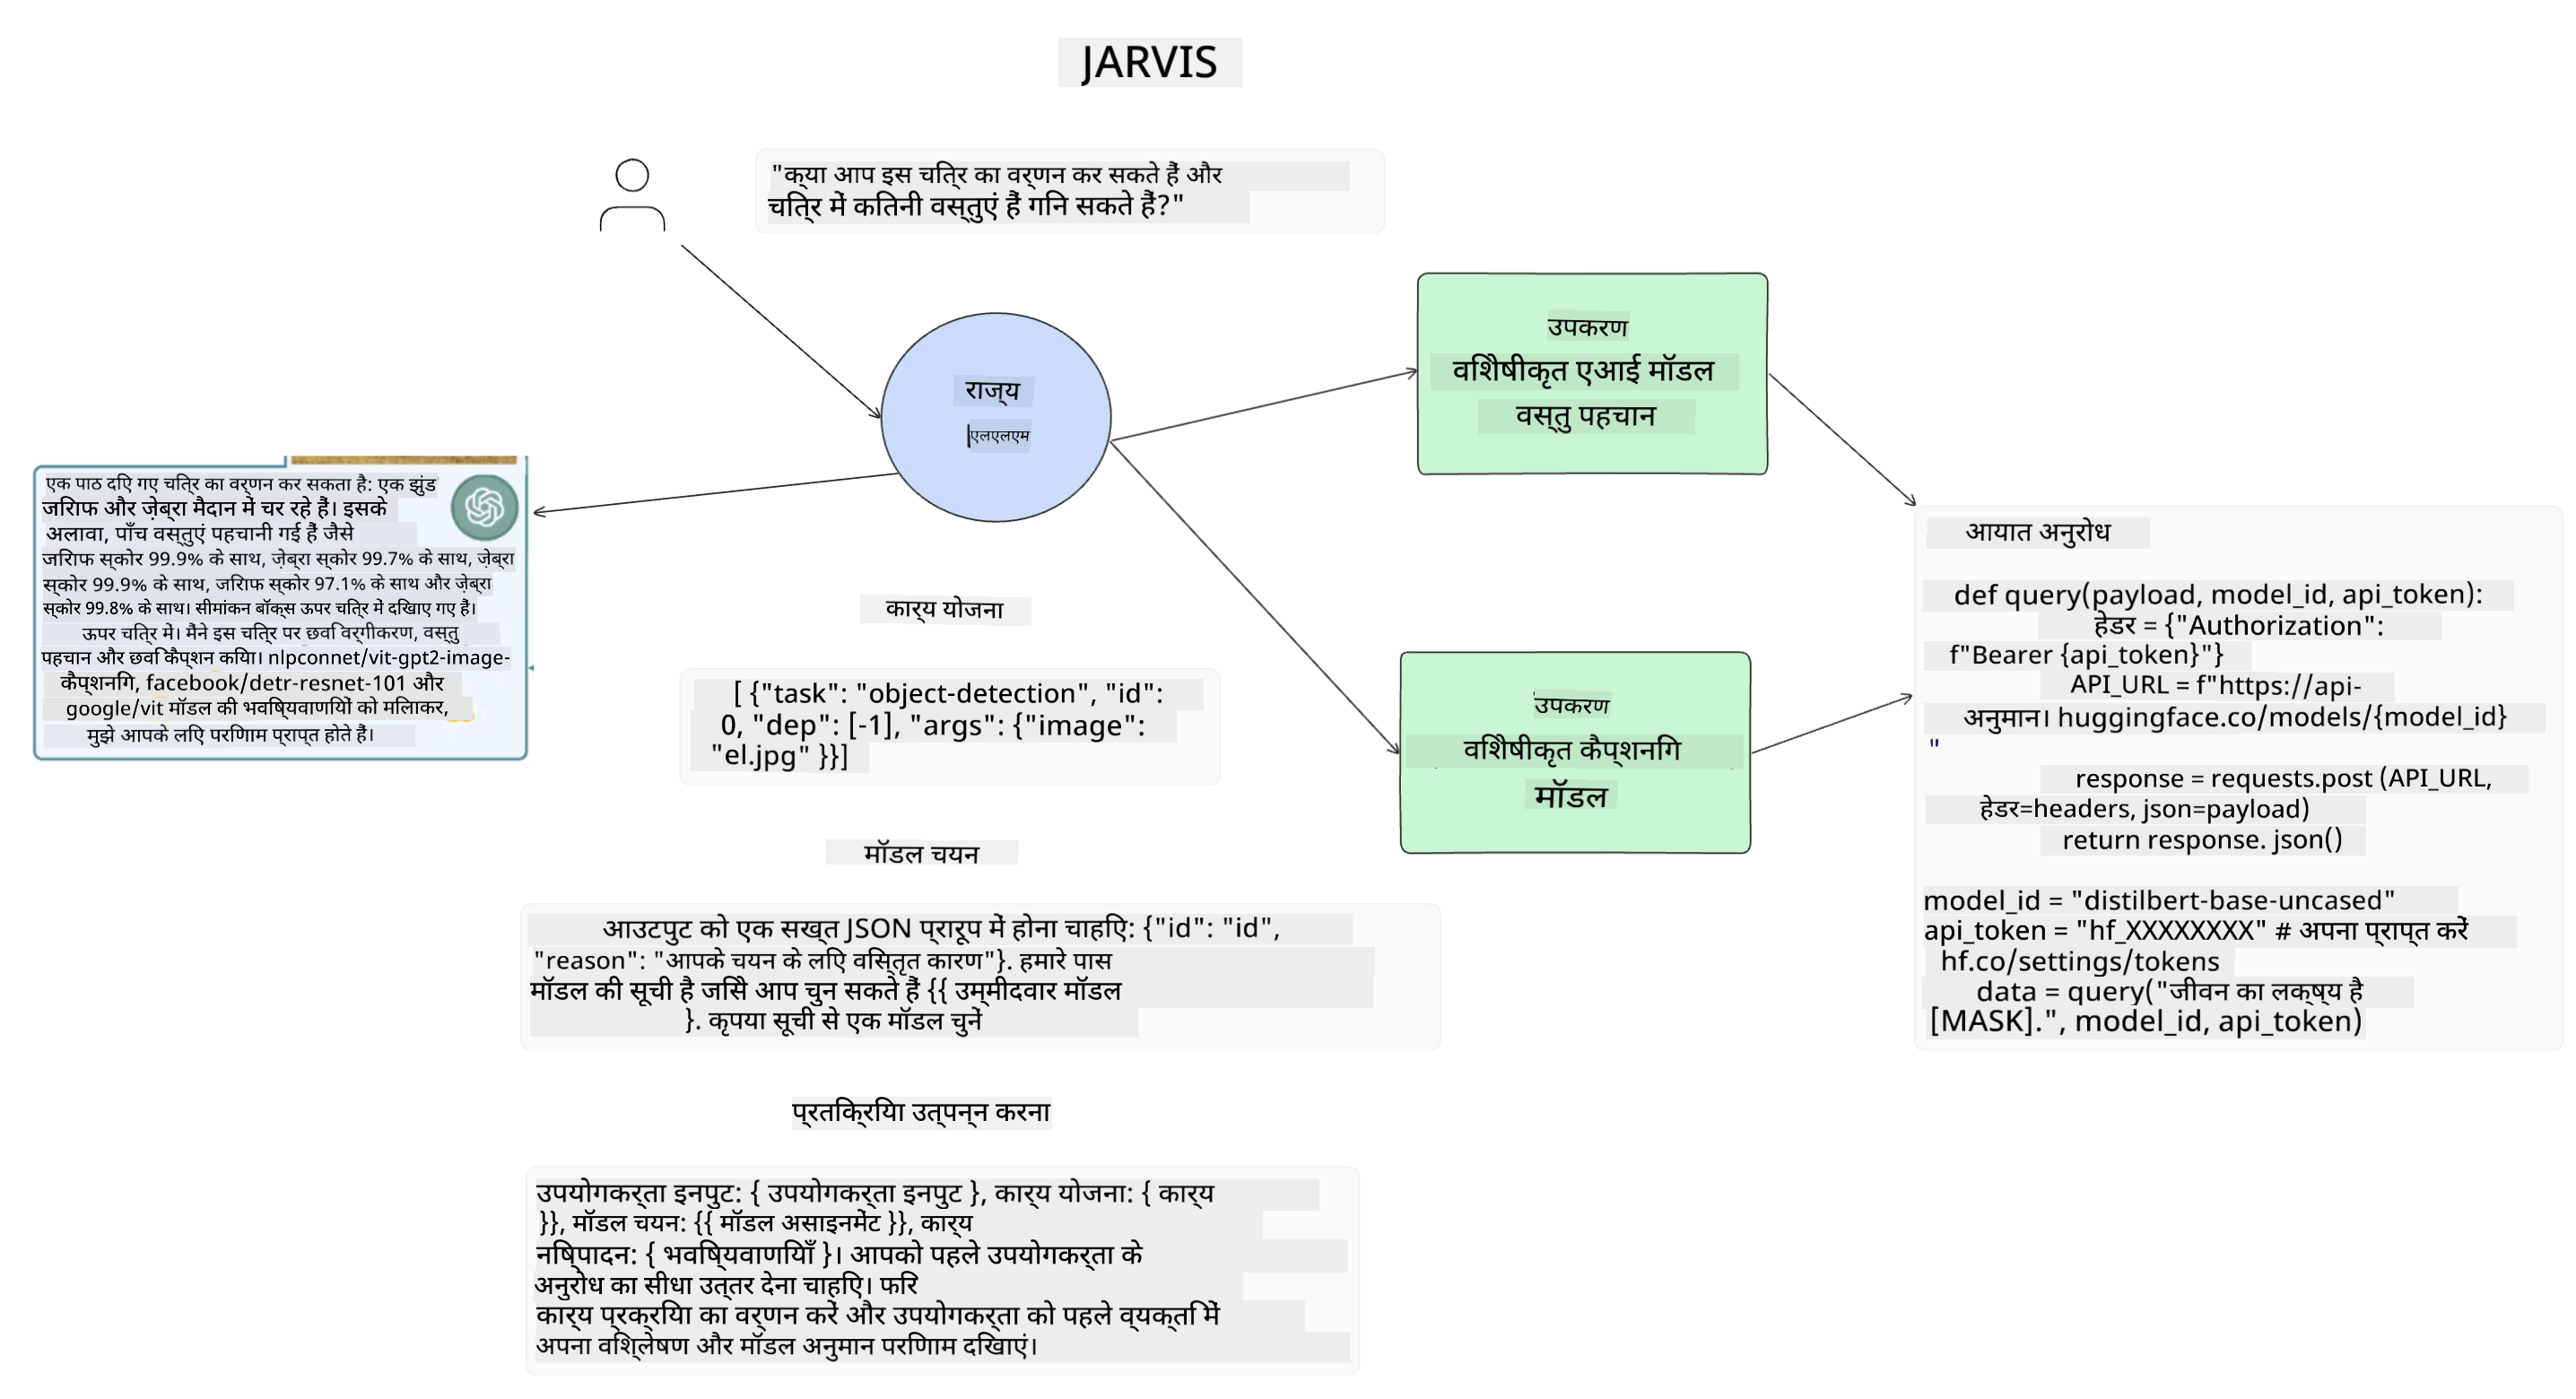 JARVIS
"क्या आप इस चित्र का वर्णन कर सकते हैं और
चित्र में कितनी वस्तुएं हैं गिन सकते हैं?"
उपकरण
विशेषीकृत एआई मॉडल
वस्तु पहचान
राज्य
एलएलएम
एक पाठ दिए गए चित्र का वर्णन कर सकता है: एक झुंड
जिराफ और ज़ेब्रा मैदान में चर रहे हैं। इसके
अलावा, पाँच वस्तुएं पहचानी गई हैं जैसे
जिराफ स्कोर 99.9% के साथ, ज़ेब्रा स्कोर 99.7% के साथ, ज़ेब्रा
स्कोर 99.9% के साथ, जिराफ स्कोर 97.1% के साथ और ज़ेब्रा
स्कोर 99.8% के साथ। सीमांकन बॉक्स ऊपर चित्र में दिखाए गए हैं।
ऊपर चित्र में। मैंने इस चित्र पर छवि वर्गीकरण, वस्तु
पहचान और छवि कैप्शन किया। nlpconnet/vit-gpt2-image-
कैप्शनिंग, facebook/detr-resnet-101 और
google/vit मॉडल की भविष्यवाणियों को मिलाकर,
मुझे आपके लिए परिणाम प्राप्त होते हैं।
कार्य योजना
[ {"task": "object-detection", "id":
0, "dep": [-1], "args": {"image":
"el.jpg" }}]
उपकरण
विशेषीकृत कैप्शनिंग
मॉडल
आयात अनुरोध
def query(payload, model_id, api_token):
हेडर = {"Authorization":
f"Bearer {api_token}"}
API_URL = f"https://api-
अनुमान। huggingface.co/models/{model_id}
"
response = requests.post (API_URL,
हेडर=headers, json=payload)
return response. json()
model_id = "distilbert-base-uncased"
api_token = "hf_XXXXXXXX" # अपना प्राप्त करें
hf.co/settings/tokens
data = query("जीवन का लक्ष्य है
[MASK].", model_id, api_token)
मॉडल चयन
आउटपुट को एक सख्त JSON प्रारूप में होना चाहिए: {"id": "id",
"reason": "आपके चयन के लिए विस्तृत कारण"}. हमारे पास
मॉडल की सूची है जिसे आप चुन सकते हैं {{ उम्मीदवार मॉडल
}. कृपया सूची से एक मॉडल चुनें
प्रतिक्रिया उत्पन्न करना
उपयोगकर्ता इनपुट: { उपयोगकर्ता इनपुट }, कार्य योजना: { कार्य
}}, मॉडल चयन: {{ मॉडल असाइनमेंट }}, कार्य
निष्पादन: { भविष्यवाणियाँ }। आपको पहले उपयोगकर्ता के
अनुरोध का सीधा उत्तर देना चाहिए। फिर
कार्य प्रक्रिया का वर्णन करें और उपयोगकर्ता को पहले व्यक्ति में
अपना विश्लेषण और मॉडल अनुमान परिणाम दिखाएं।